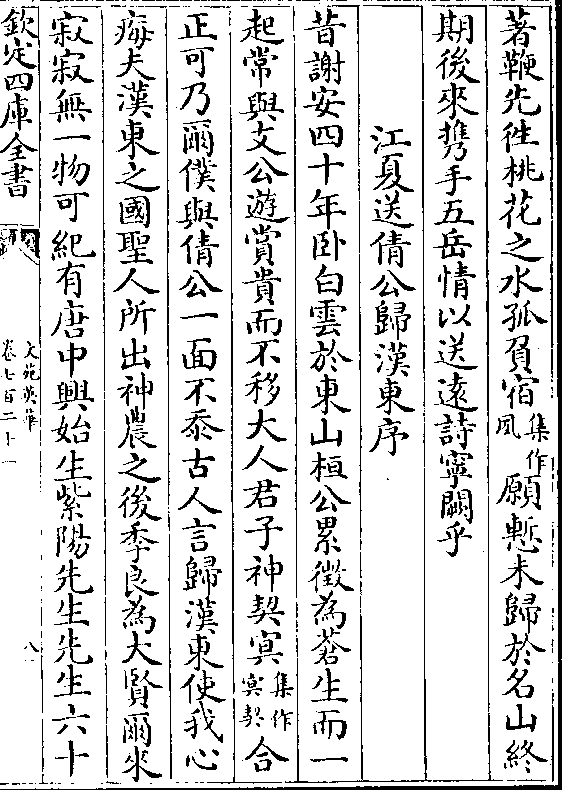 著鞭先徃桃花之水孤負宿集作夙願慙未歸於名山終
期後來攜手五岳情以送遠詩寧闕乎
江夏送倩公歸漢東序
昔謝安四十年卧白雲於東山桓公累徵為蒼生而一
起常與支公遊賞貴而不移大人君子神契冥集作冥契合
正可乃爾僕與倩公一面不忝古人言歸漢東使我心
痗夫漢東之國聖人所出神農之後季良為大賢爾來
寂寂無一物可紀有唐中興始生紫陽先生先生六十
欽定四庫全書
文苑英華
卷七百二十一
八